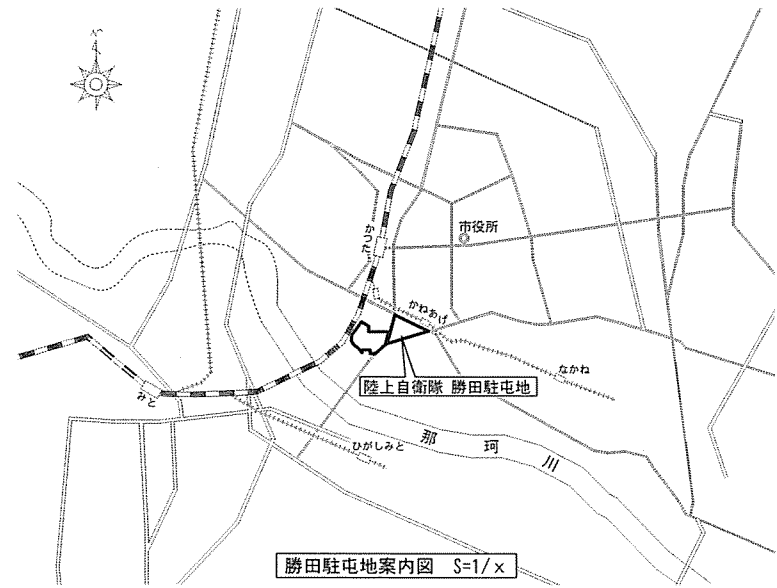 市役所
かつた
かねあげ
なかね
陸上自衛隊 勝田駐屯地
みと
ひがしみと
那珂川
勝田駐屯地案内図 S=1/×